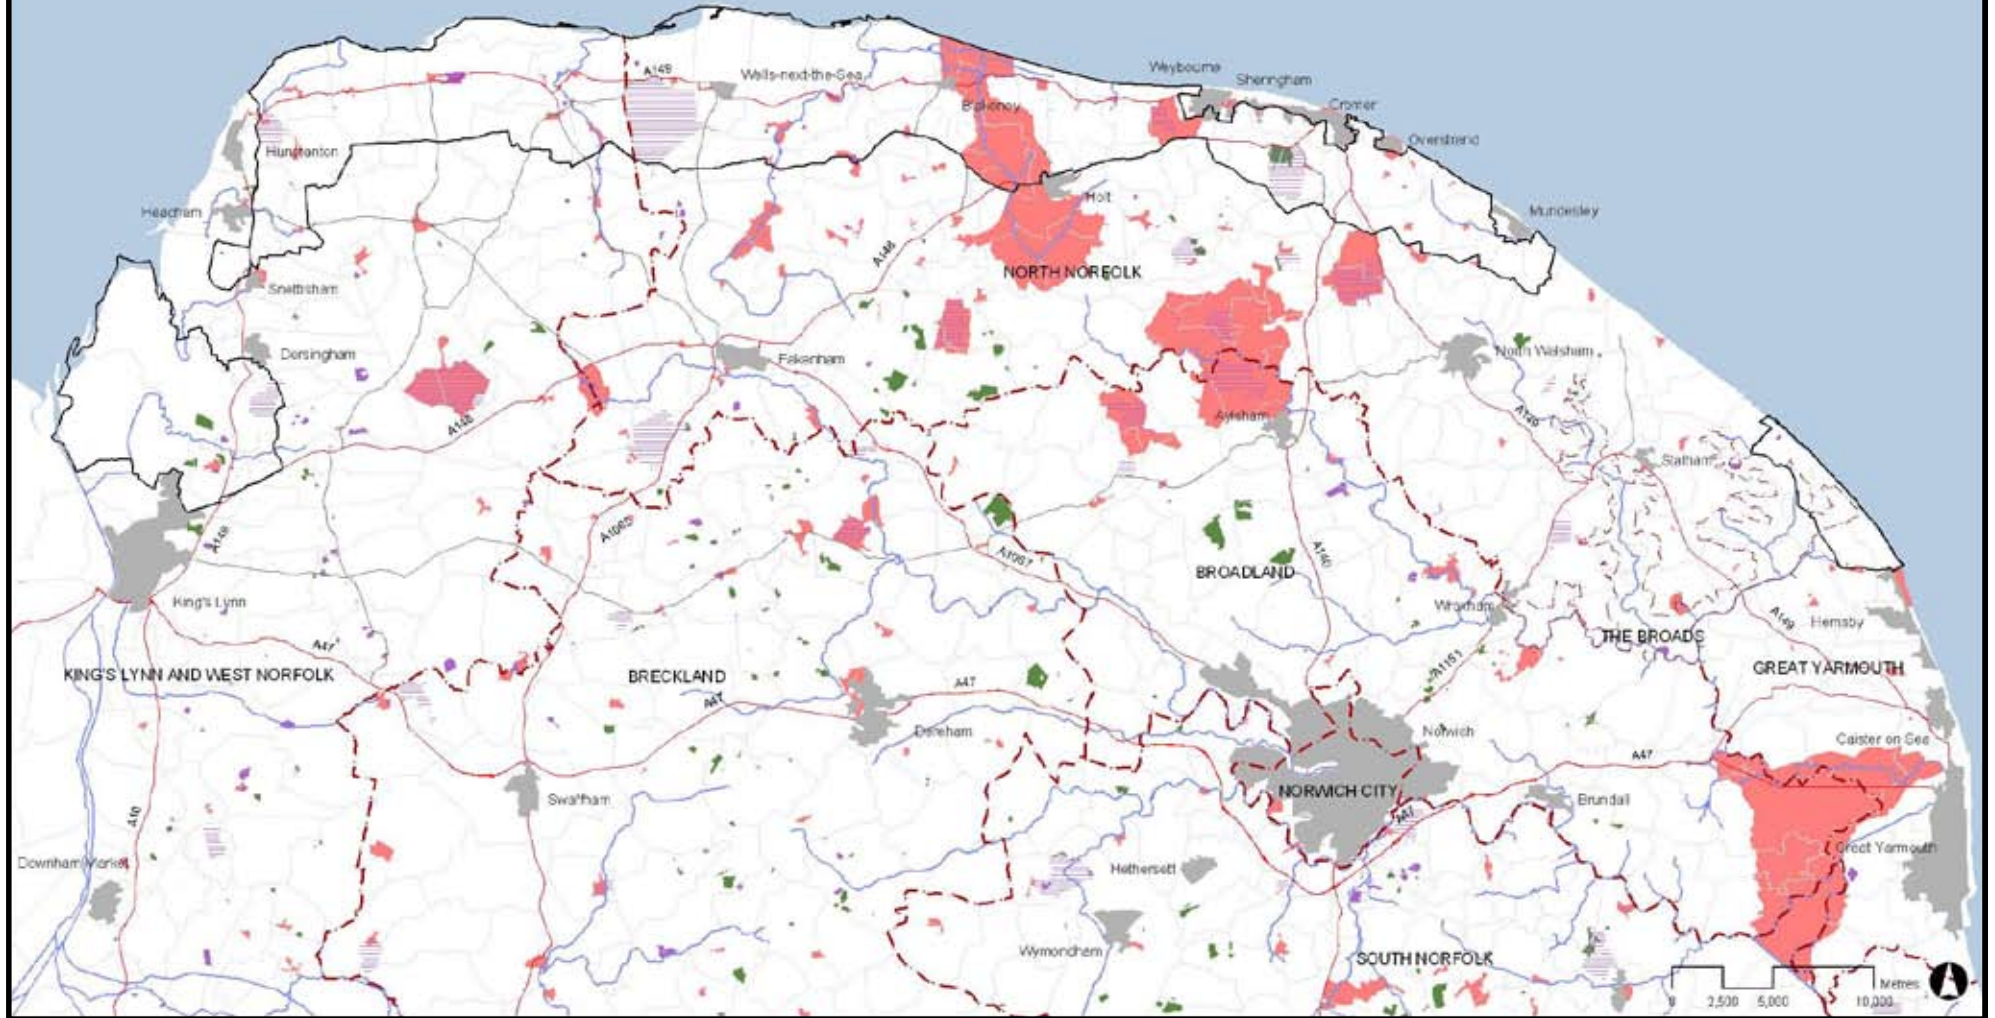 Weybourne
Sheringham
A149
Wells-next-the-Sea
Blakeney
Cromer
Overstrand
Hunstanton
Holt
Heacham
Mundesley
A148
NORTH NORFOLK
Snettisham
Dersingham
Fakenham
North Walsham
A148
Aylsham
A149
Stalham
A1065
A149
A1067
A140
BROADLAND
King's Lynn
Wroxham
A149
Hemsby
THE BROADS
A47
A1151
KING'S LYNN AND WEST NORFOLK
BRECKLAND
GREAT YARMOUTH
A47
A47
Dereham
Norwich
Caister on Sea
A47
Swaffham
NORWICH CITY
Brundall
A10
A47
Downham Market
Hethersett
Great Yarmouth
Wymondham
SOUTH NORFOLK
Metres
0 2,500 5,000 10,000